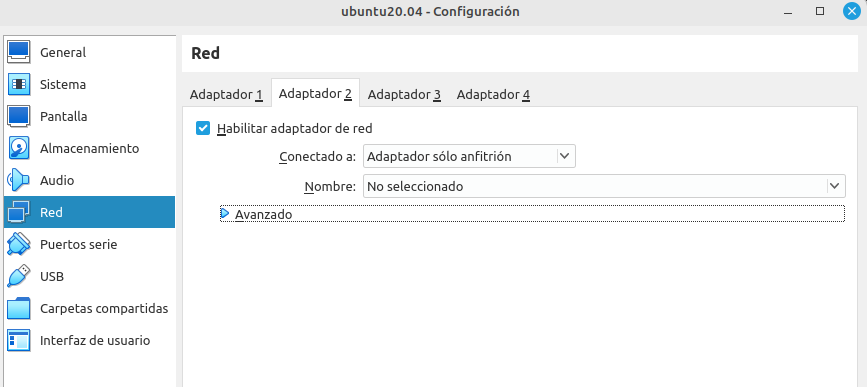 ubuntu20.04 - Configuración
General
Sistema
Pantalla
Almacenamiento
Audio
Red
Puertos serie
USB
Carpetas compartidas
Interfaz de usuario
Red
Adaptador 1 Adaptador 2 Adaptador 3 Adaptador 4
Habilitar adaptador de red
Conectado a: Adaptador sólo anfitrión
Nombre: No seleccionado
Avanzado